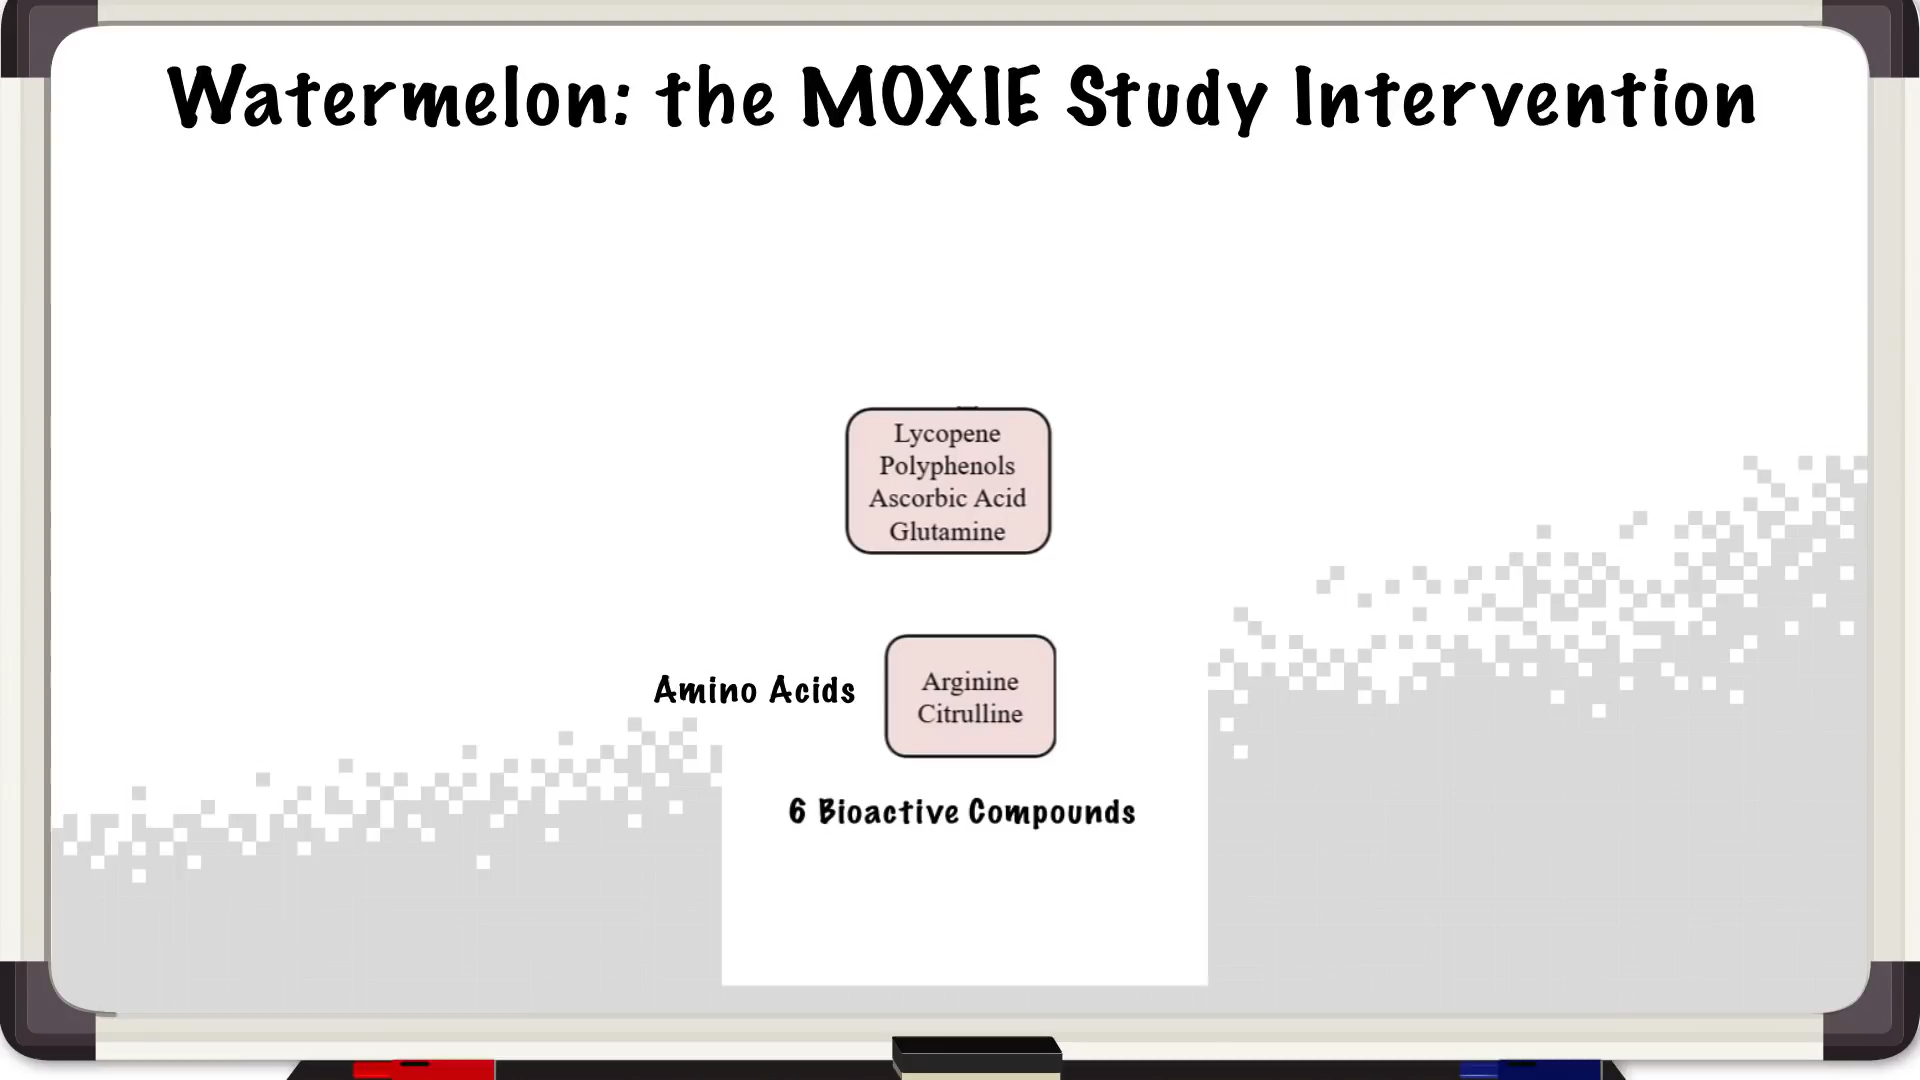 Watermelon: the MOXIE Study Intervention
Lycopene
Polyphenols
Ascorbic Acid
Glutamine
Amino Acids
Arginine
Citrulline
6 Bioactive Compounds